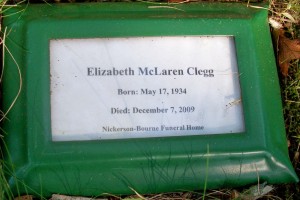 Elizabeth McLaren Clegg
Born: May 17, 1934
Died: December 7, 2009
Nickerson-Bourne Funeral Home